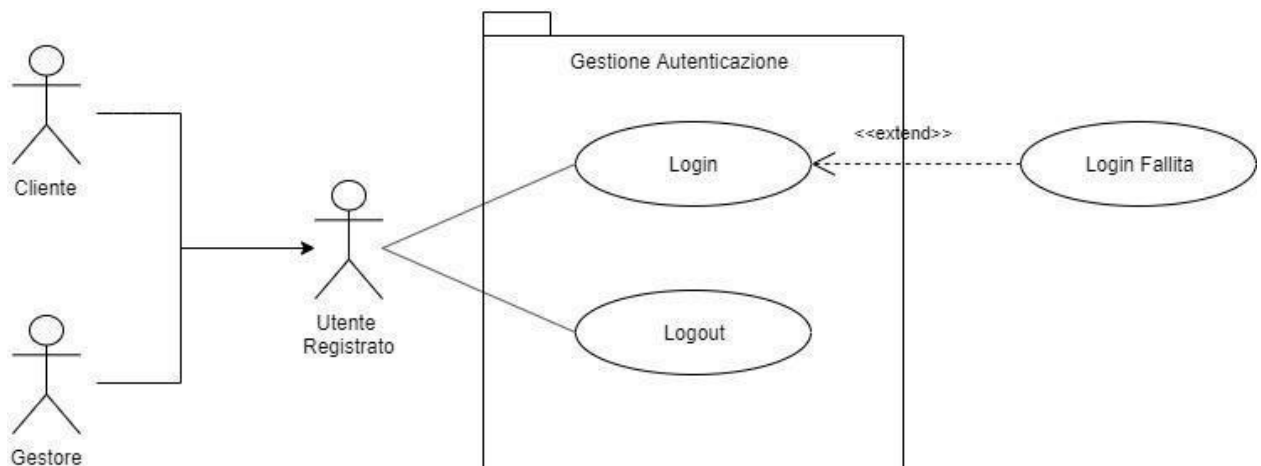 Gestione Autenticazione
Cliente
Login
<<extend>>
Login Fallita
Utente
Registrato
Logout
Gestore